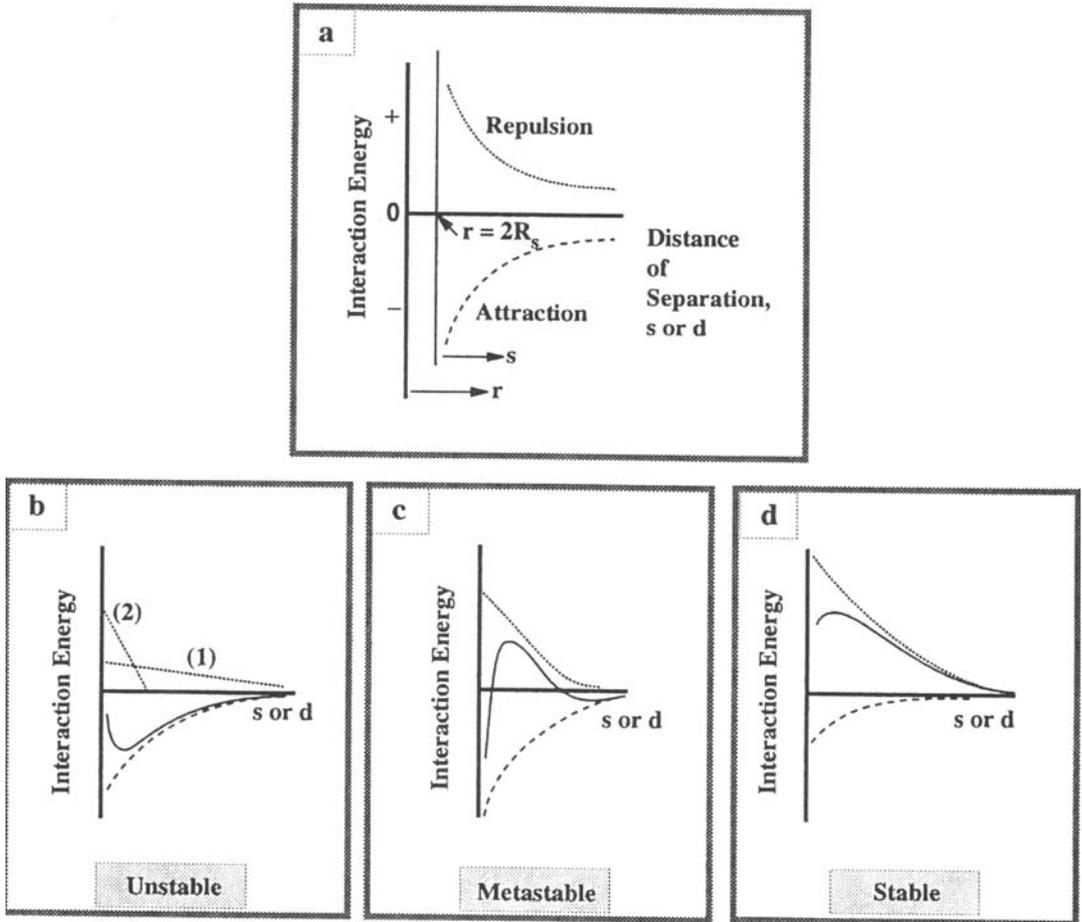 a
Interaction Energy
+
0
−
Repulsion
r = 2Rs
Attraction
s
r
Distance
of
Separation,
s or d
b
Interaction Energy
(2)
(1)
s or d
Unstable
c
Interaction Energy
s or d
Metastable
d
Interaction Energy
s or d
Stable